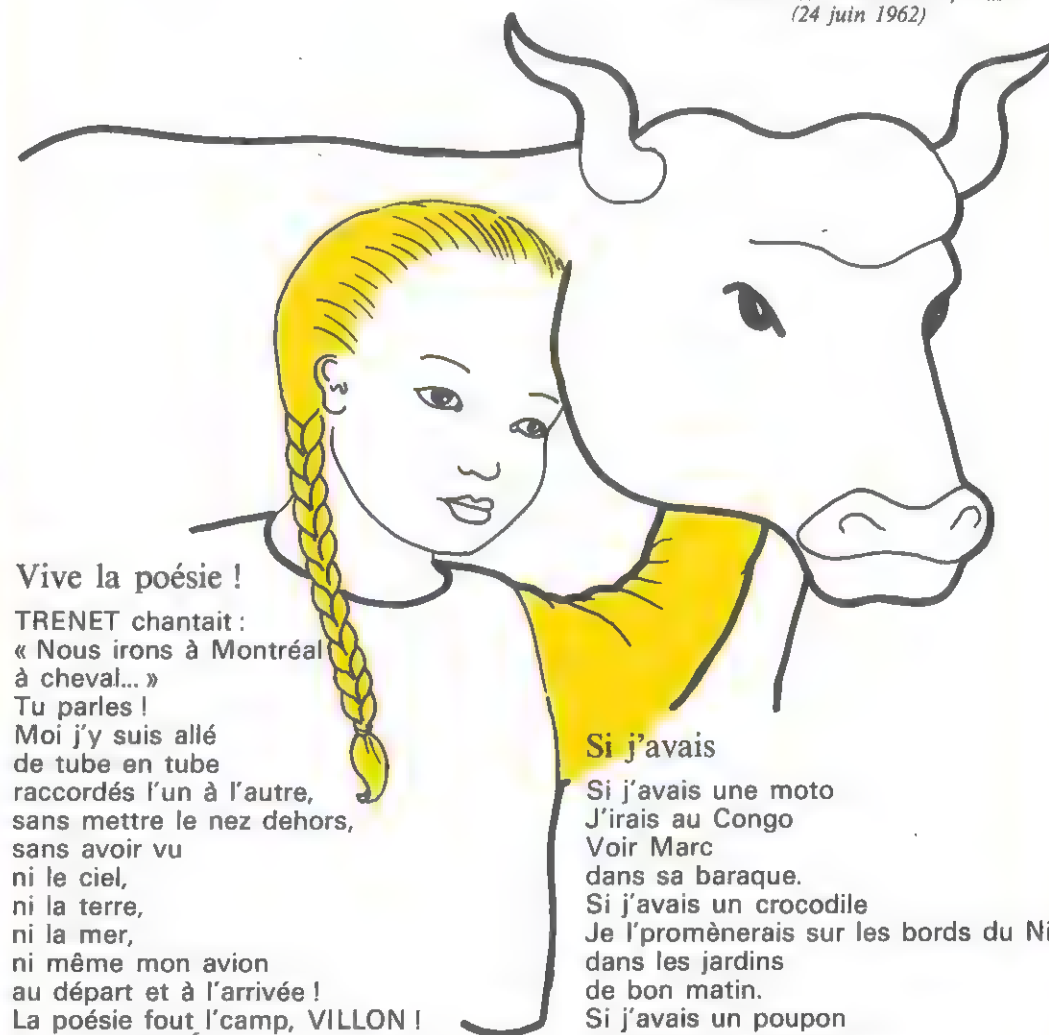 (24 juin 1962)
Vive la poésie !
TRENET chantait :
« Nous irons à Montréal
à cheval... »
Tu parles !
Moi j'y suis allé
de tube en tube
raccordés l'un à l'autre,
sans mettre le nez dehors,
sans avoir vu
ni le ciel,
ni la terre,
ni la mer,
ni même mon avion
au départ et à l'arrivée !
La poésie fout l'camp, VILLON !
Si j'avais
Si j'avais une moto
J'irais au Congo
Voir Marc
dans sa baraque.
Si j'avais un crocodile
Je l'promènerais sur les bords du Ni
dans les jardins
de bon matin.
Si j'avais un poupon